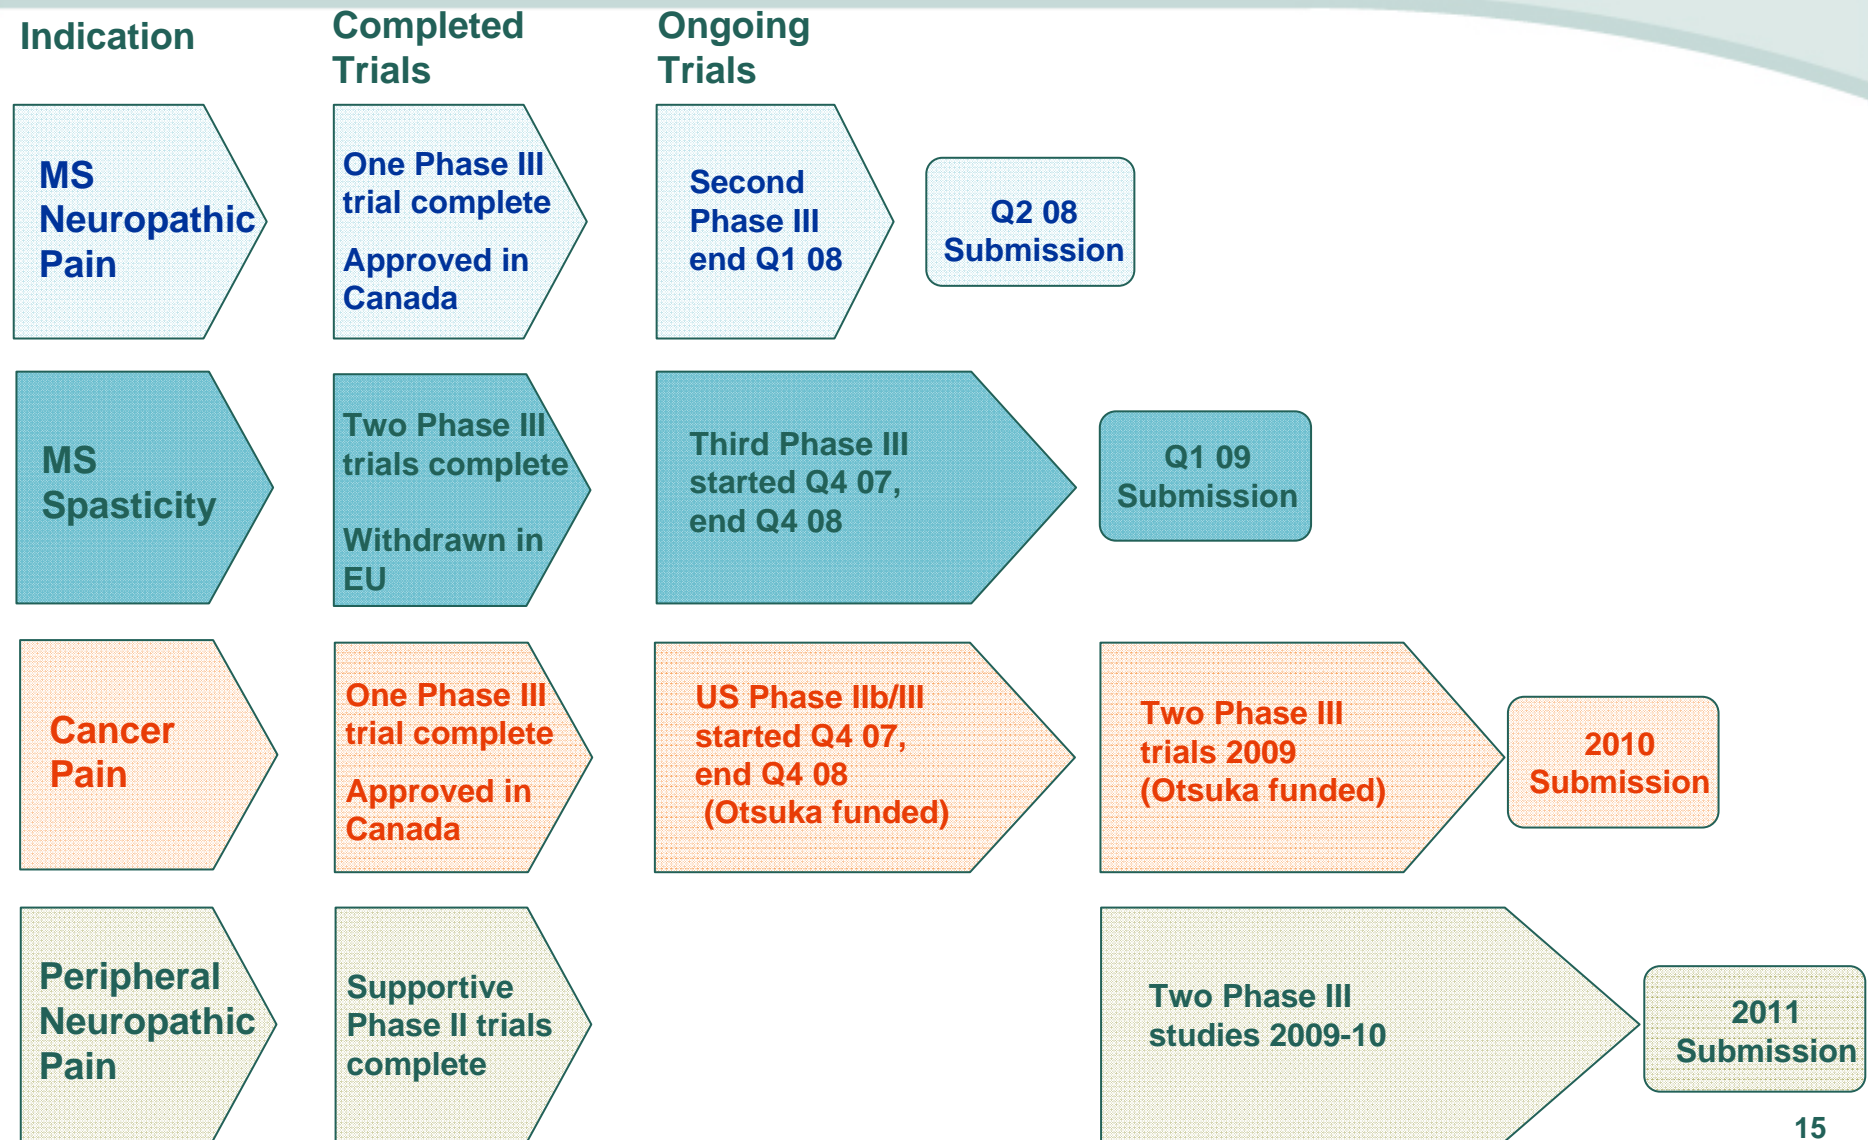 Indication
Completed
Trials
Ongoing
Trials
MS
Neuropathic
Pain
One Phase III
trial complete
Approved in
Canada
Second
Phase III
end Q1 08
Q2 08
Submission
MS
Spasticity
Two Phase III
trials complete
Withdrawn in
EU
Third Phase III
started Q4 07,
end Q4 08
Q1 09
Submission
Cancer
Pain
One Phase III
trial complete
Approved in
Canada
US Phase IIb/III
started Q4 07,
end Q4 08
(Otsuka funded)
Two Phase III
trials 2009
(Otsuka funded)
2010
Submission
Peripheral
Neuropathic
Pain
Supportive
Phase II trials
complete
Two Phase III
studies 2009-10
2011
Submission
15